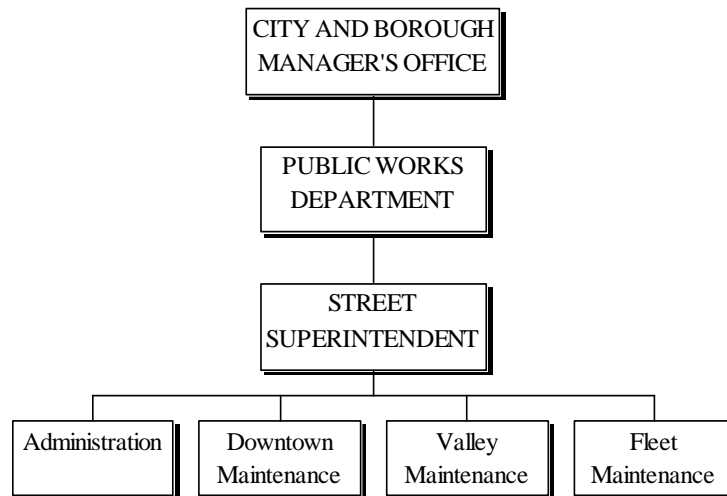 CITY AND BOROUGH
MANAGER'S OFFICE
PUBLIC WORKS
DEPARTMENT
STREET
SUPERINTENDENT
Administration
Downtown
Maintenance
Valley
Maintenance
Fleet
Maintenance